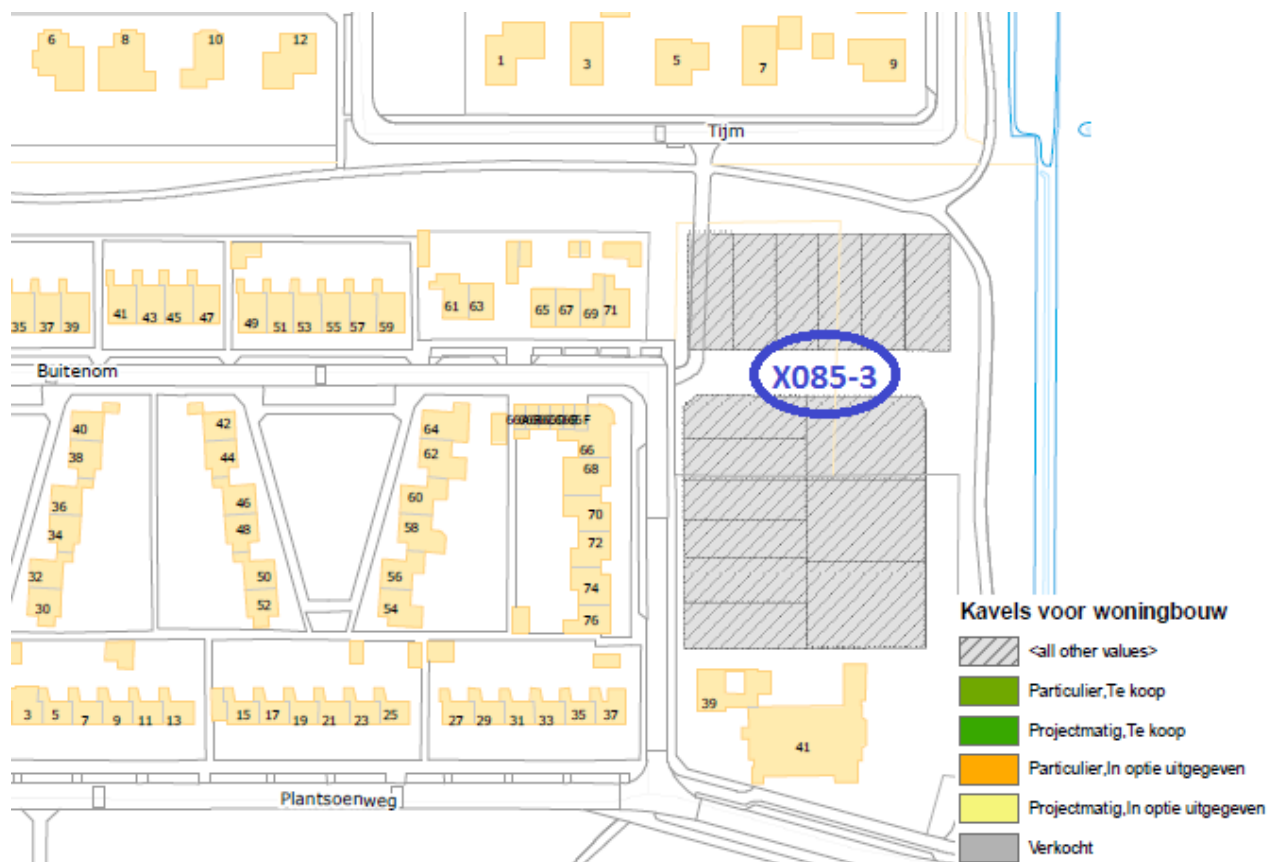 6 8 10 12
1 3 5 7 9
Tijm
61 63 65 67 69 71
35 37 39 41 43 45 47 49 51 53 55 57 59
X085-3
Buitenom
40 42 64 66
38 44 62 68
36 46 60 70
34 48 58 72
32 50 56 74
30 52 54 76
3 5 7 9 11 13 15 17 19 21 23 25 27 29 31 33 35 37
39
41
Plantsoenweg
Kavels voor woningbouw
<all other values>
Particulier,Te koop
Projectmatig,Te koop
Particulier,In optie uitgegeven
Projectmatig,In optie uitgegeven
Verkocht